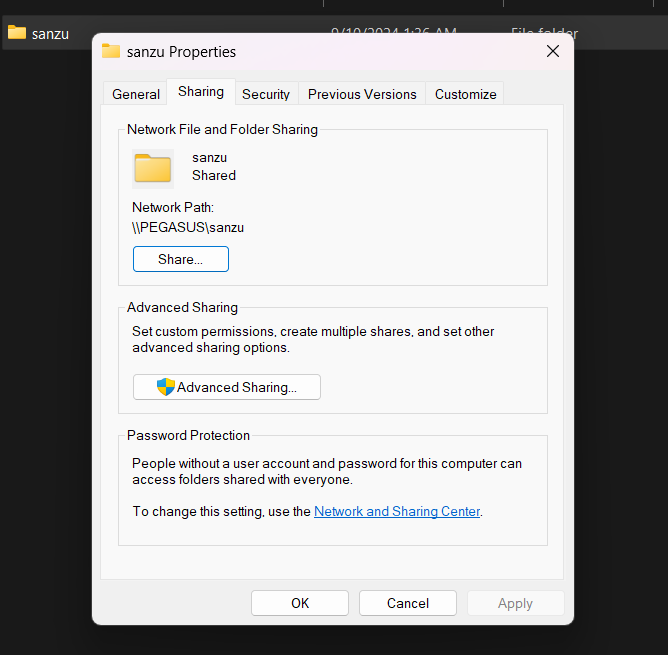 sanzu
9/10/2024 1:26 AM
File folder
sanzu Properties
General
Sharing
Security
Previous Versions
Customize
Network File and Folder Sharing
sanzu
Shared
Network Path:
\\PEGASUS\sanzu
Share...
Advanced Sharing
Set custom permissions, create multiple shares, and set other
advanced sharing options.
Advanced Sharing...
Password Protection
People without a user account and password for this computer can
access folders shared with everyone.
To change this setting, use the Network and Sharing Center.
OK
Cancel
Apply